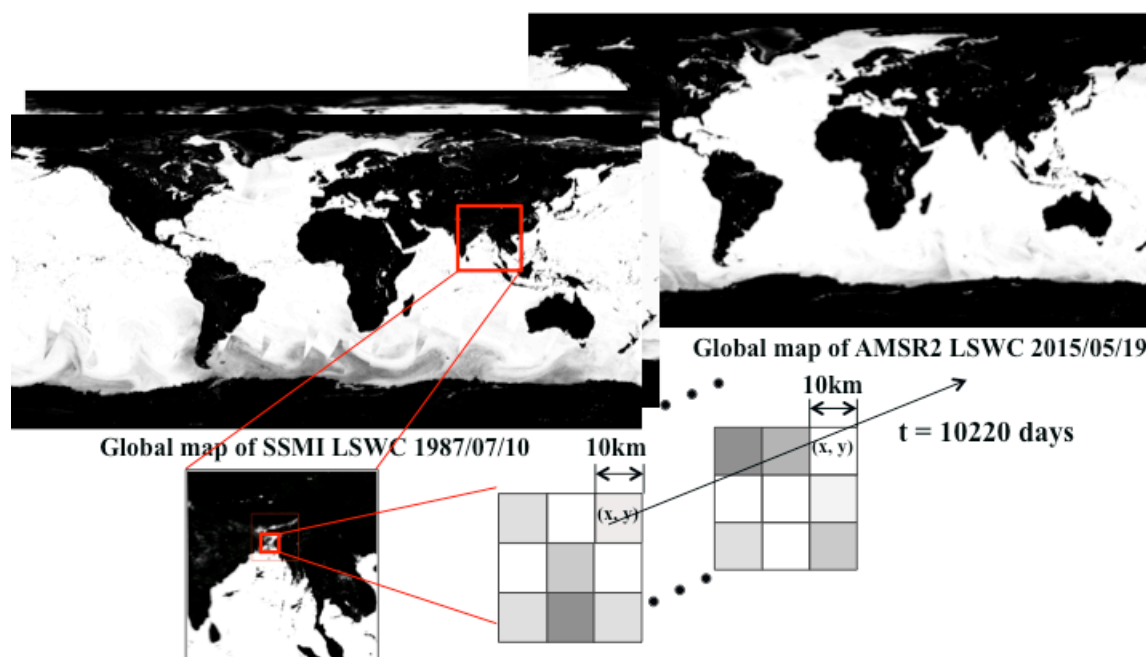 Global map of AMSR2 LSWC 2015/05/19
10km
(x, y)
t = 10220 days
Global map of SSMI LSWC 1987/07/10
10km
(x, y)